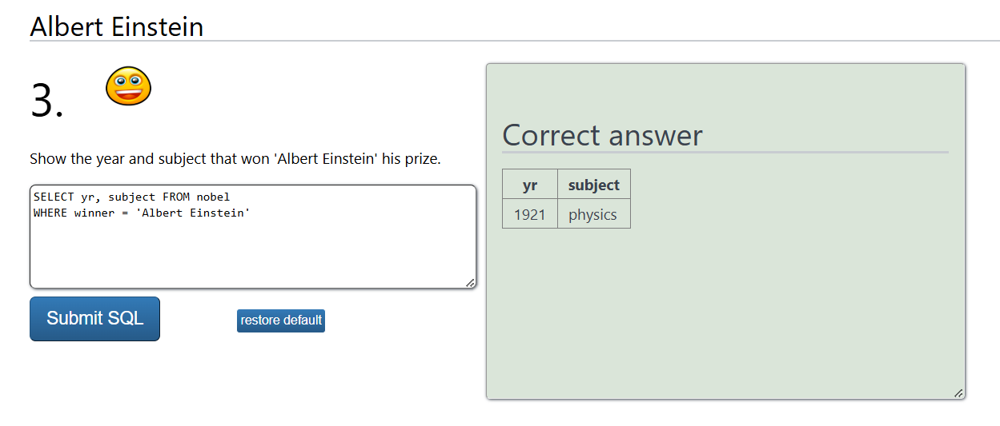 Albert Einstein
3.
Show the year and subject that won 'Albert Einstein' his prize.
SELECT yr, subject FROM nobel
WHERE winner = 'Albert Einstein'
Submit SQL
restore default
Correct answer
yr subject
1921 physics